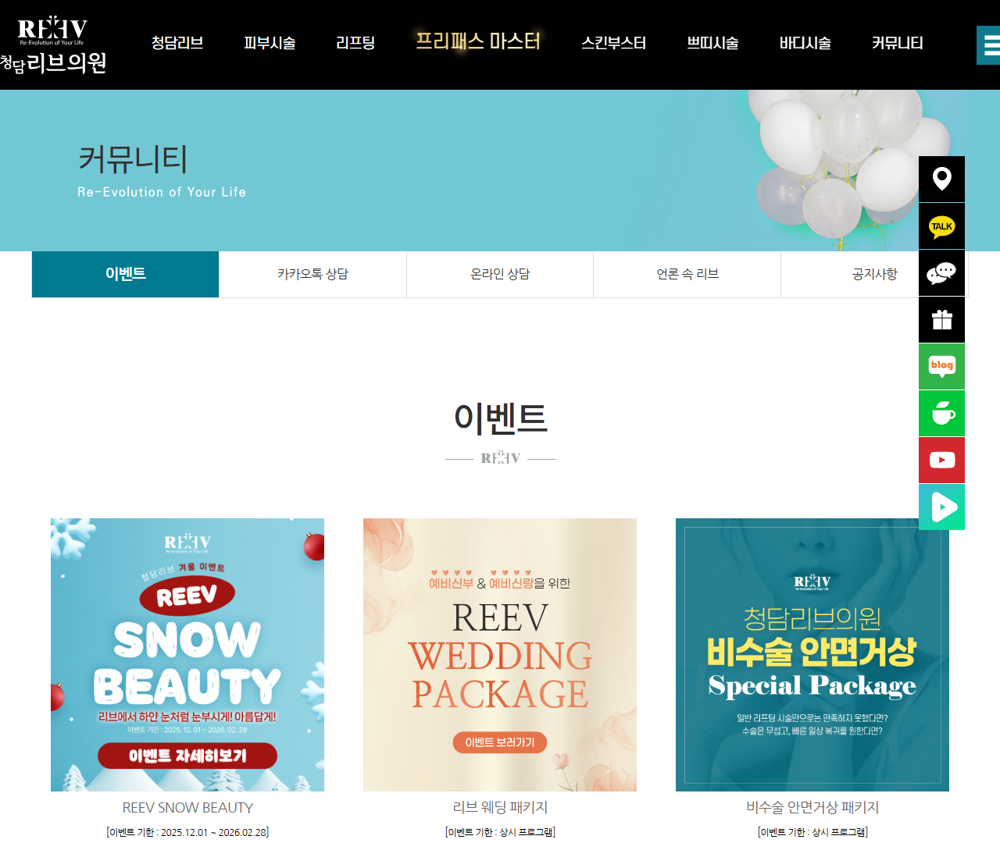 REEV
Re-Evolution of Your Life
청담리브의원
청담리브
피부시술
리프팅
프리패스 마스터
스킨부스터
쁘띠시술
바디시술
커뮤니티
커뮤니티
Re-Evolution of Your Life
TALK
blog
이벤트
카카오톡 상담
온라인 상담
언론 속 리브
공지사항
이벤트
REEV
REEV
Re-Evolution of Your Life
· 청담리브 겨울 이벤트 ·
REEV
SNOW
BEAUTY
리브에서 하얀 눈처럼 눈부시게! 아름답게!
이벤트 기간 : 2025. 12. 01 ~ 2026. 02. 28
이벤트 자세히보기
REEV SNOW BEAUTY
[이벤트 기한 : 2025.12.01 ~ 2026.02.28]
예비신부 & 예비신랑을 위한
REEV
WEDDING
PACKAGE
이벤트 보러가기
리브 웨딩 패키지
[이벤트 기한 : 상시 프로그램]
REEV
Re-Evolution of Your Life
청담리브의원
비수술 안면거상
Special Package
일반 리프팅 시술만으로는 만족하지 못했다면?
수술은 무섭고, 빠른 일상 복귀를 원한다면?
비수술 안면거상 패키지
[이벤트 기한 : 상시 프로그램]